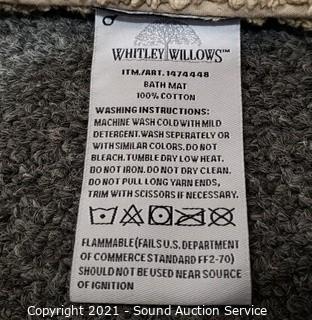 WHITLEY WILLOWS™
ITM./ART. 1474448
BATH MAT
100% COTTON
WASHING INSTRUCTIONS:
MACHINE WASH COLD WITH MILD
DETERGENT. WASH SEPERATELY OR
WITH SIMILAR COLORS. DO NOT
BLEACH. TUMBLE DRY LOW HEAT.
DO NOT IRON. DO NOT DRY CLEAN.
DO NOT PULL LONG YARN ENDS,
TRIM WITH SCISSORS IF NECESSARY.
FLAMMABLE (FAILS U.S. DEPARTMENT
OF COMMERCE STANDARD FF2-70)
SHOULD NOT BE USED NEAR SOURCE
OF IGNITION
Copyright 2021 - Sound Auction Service